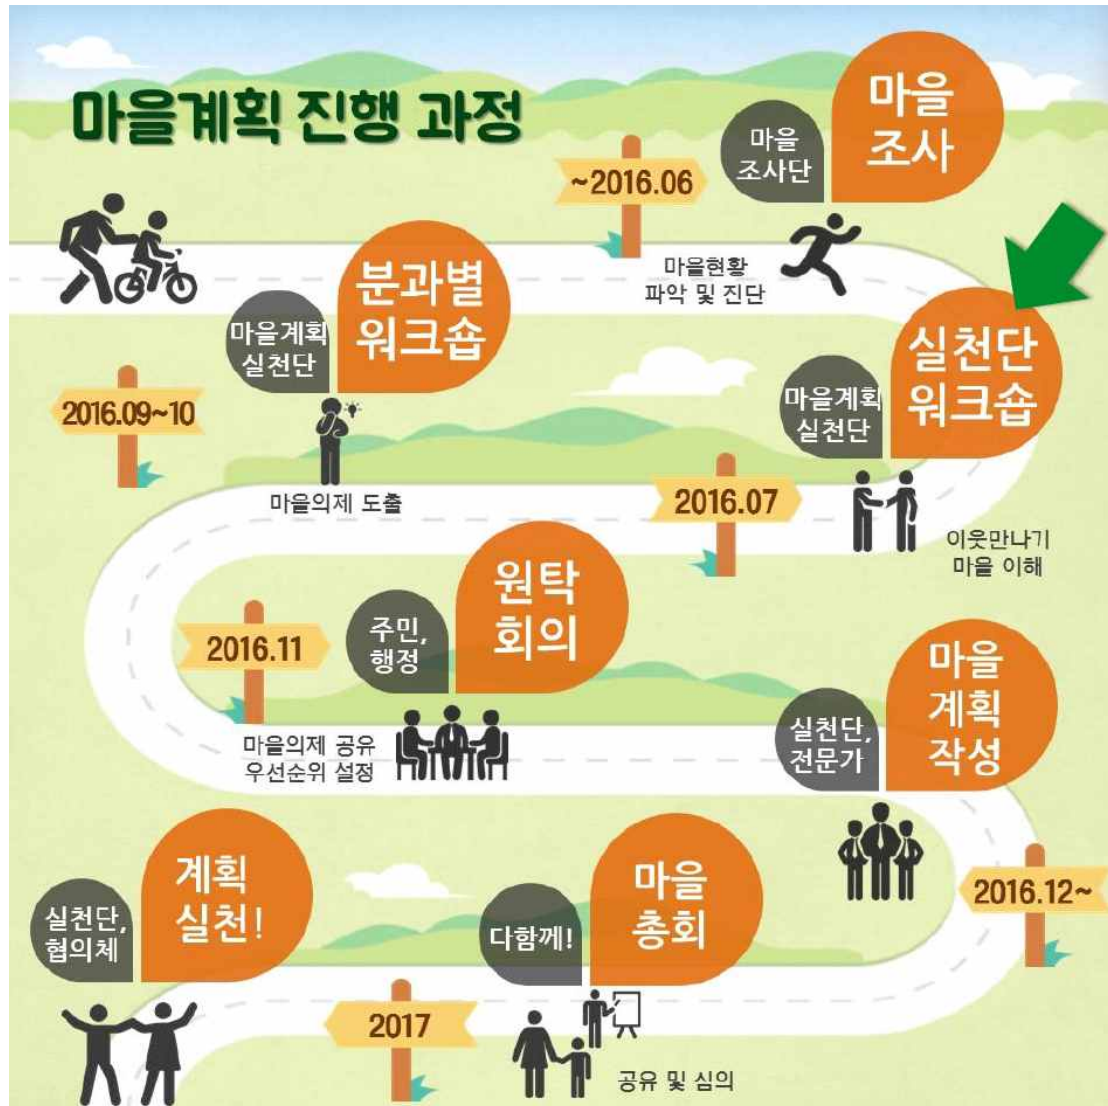 마을계획 진행 과정
~2016.06
마을
조사단
마을
조사
마을현황
파악 및 진단
마을계획
실천단
실천단
워크숍
2016.07
이웃만나기
마을 이해
마을계획
실천단
분과별
워크숍
2016.09~10
마을의제 도출
2016.11
주민,
행정
원탁
회의
마을의제 공유
우선순위 설정
실천단,
전문가
마을
계획
작성
2016.12~
다함께!
마을
총회
공유 및 심의
2017
실천단,
협의체
계획
실천!